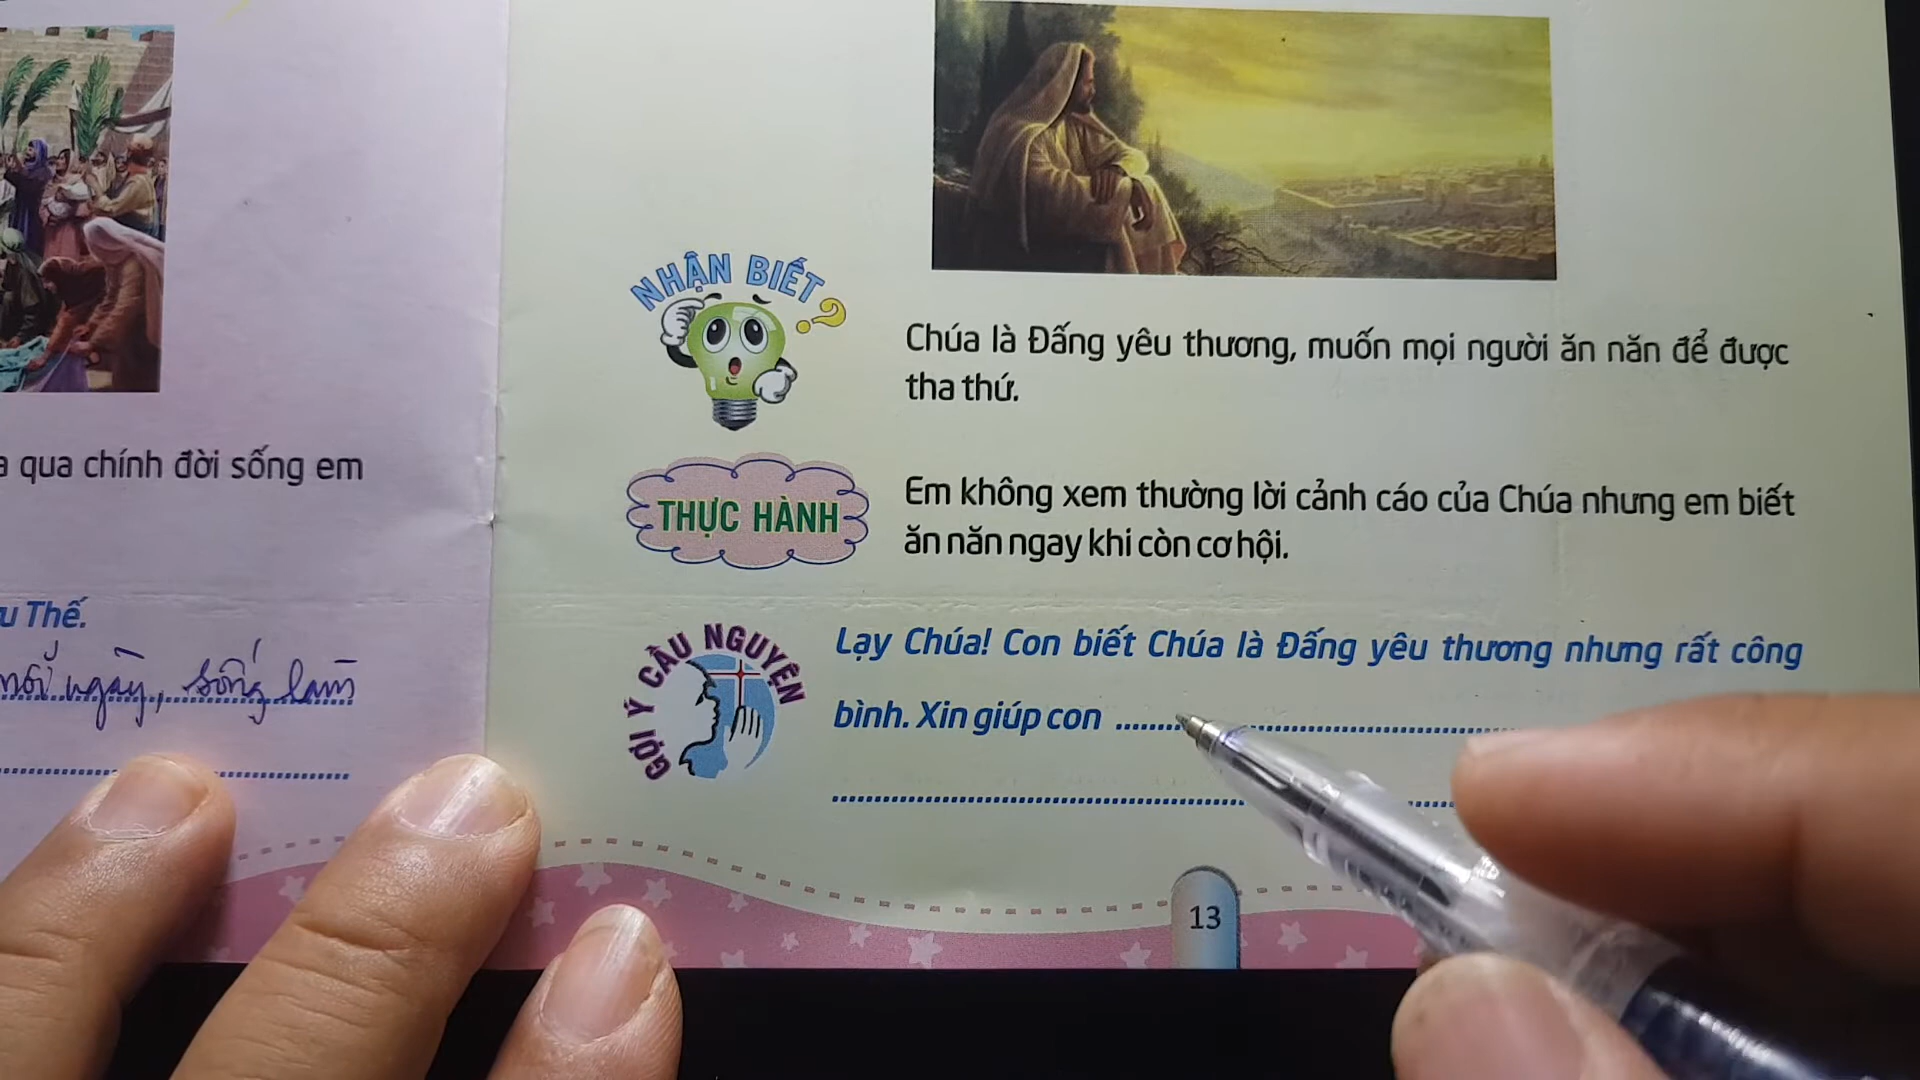 a qua chính đời sống em
u Thế.
mỗi ngày, sống làm
NHẬN BIẾT?
Chúa là Đấng yêu thương, muốn mọi người ăn năn để được
tha thứ.
THỰC HÀNH
Em không xem thường lời cảnh cáo của Chúa nhưng em biết
ăn năn ngay khi còn cơ hội.
GỢI Ý CẦU NGUYỆN
Lạy Chúa! Con biết Chúa là Đấng yêu thương nhưng rất công
bình. Xin giúp con
13